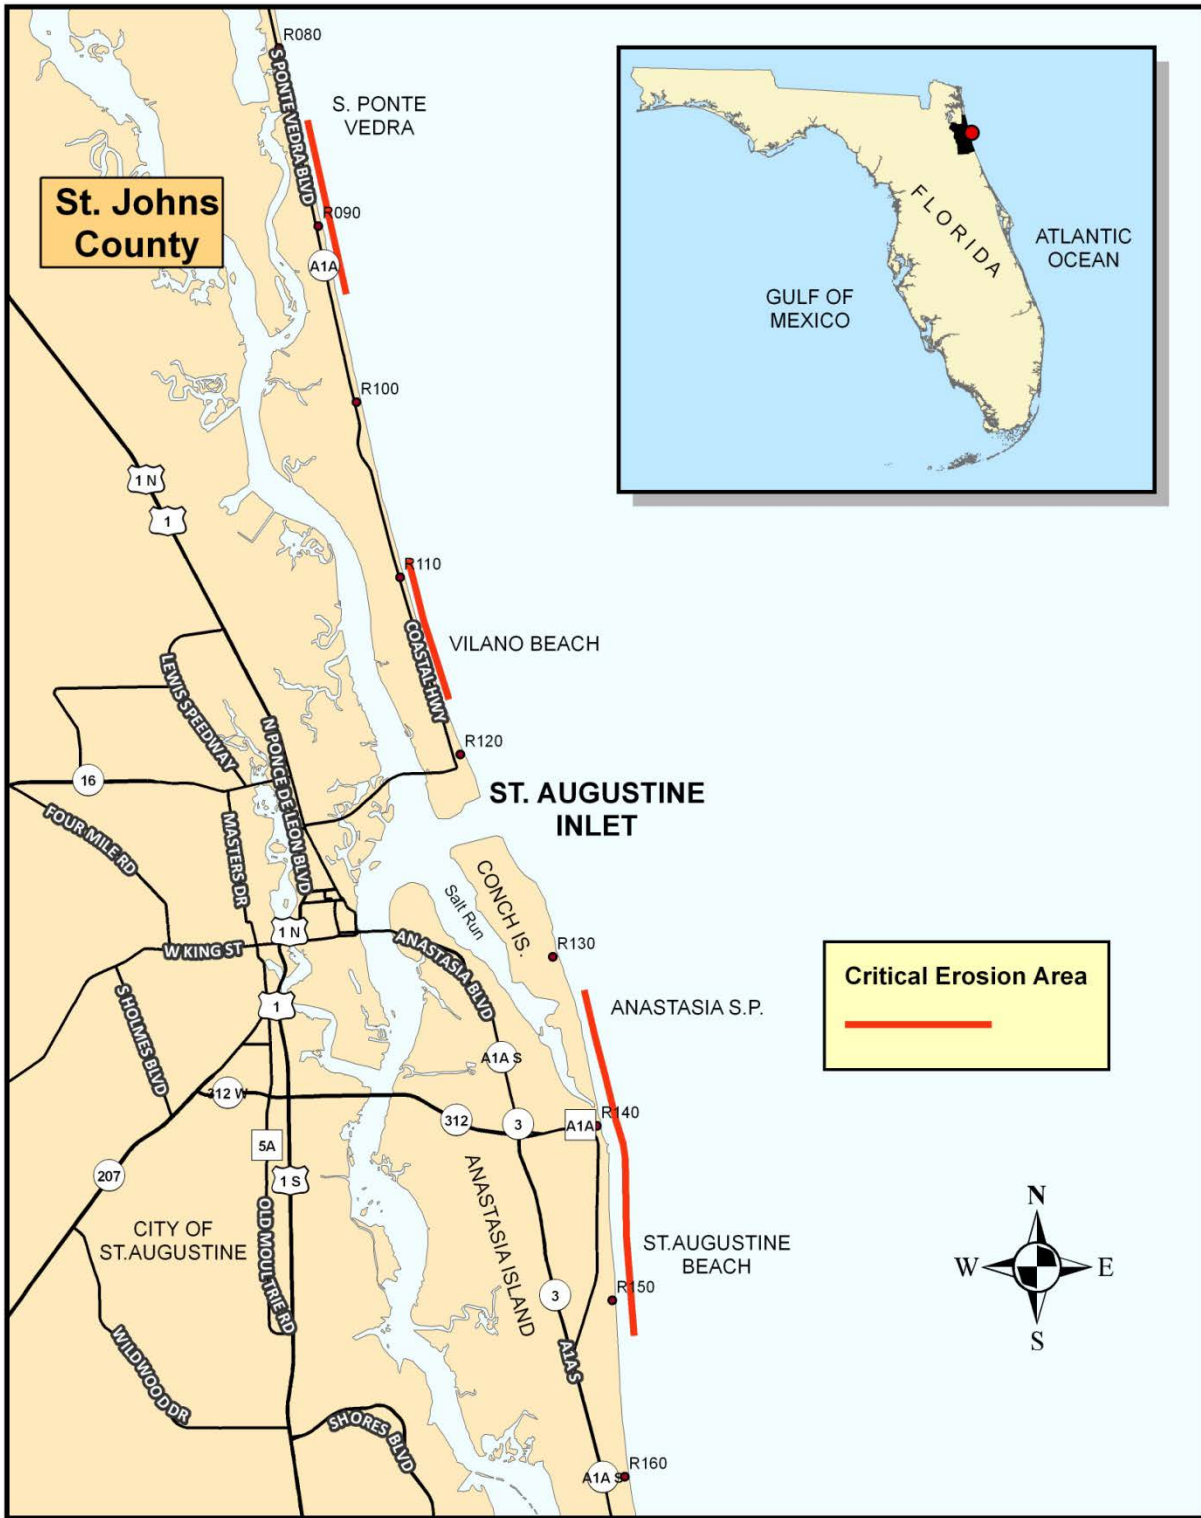 R080
S PONTE VEDRA BLVD
S. PONTE
VEDRA
St. Johns
County
R090
A1A
FLORIDA
ATLANTIC
OCEAN
GULF OF
MEXICO
R100
1 N
1
R110
COASTAL HWY
VILANO BEACH
LEWIS SPEEDWAY
N PONCE DE LEON BLVD
R120
16
ST. AUGUSTINE
INLET
FOUR MILE RD
MASTERS DR
CONCH IS.
Salt Run
1 N
W KING ST
ANASTASIA BLVD
R130
Critical Erosion Area
ANASTASIA S.P.
S HOLMES BLVD
1
A1A S
312 W
312
3
A1A
R140
5A
207
1 S
ANASTASIA ISLAND
CITY OF
ST.AUGUSTINE
OLD MOULTRIE RD
ST.AUGUSTINE
BEACH
N
W
E
S
R150
3
A1A S
WILDWOOD DR
SHORES BLVD
A1A S
R160